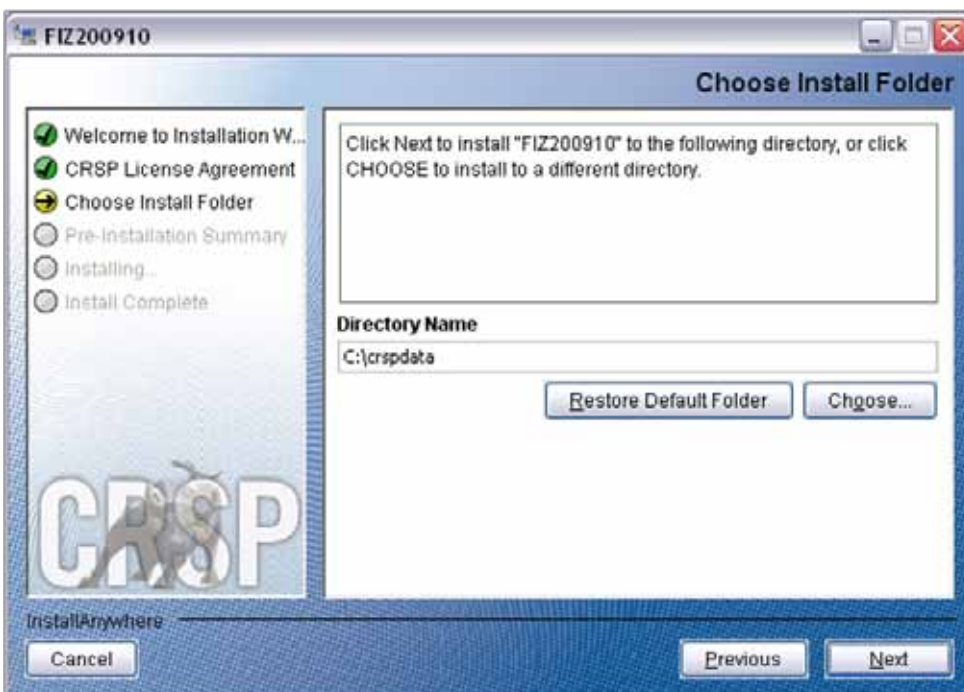 FIZ200910
Choose Install Folder
Welcome to Installation W...
CRSP License Agreement
Choose Install Folder
Pre-Installation Summary
Installing...
Install Complete
CRSP
Click Next to install "FIZ200910" to the following directory, or click
CHOOSE to install to a different directory.
Directory Name
C:\crspdata
Restore Default Folder
Choose...
InstallAnywhere
Cancel
Previous
Next